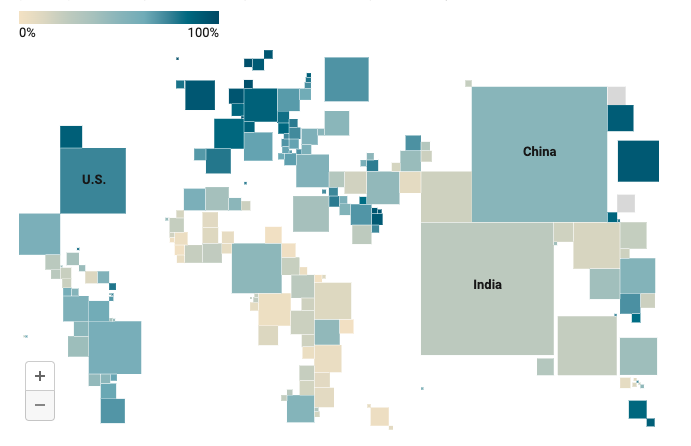 0% 100%
U.S.
China
India
+
−